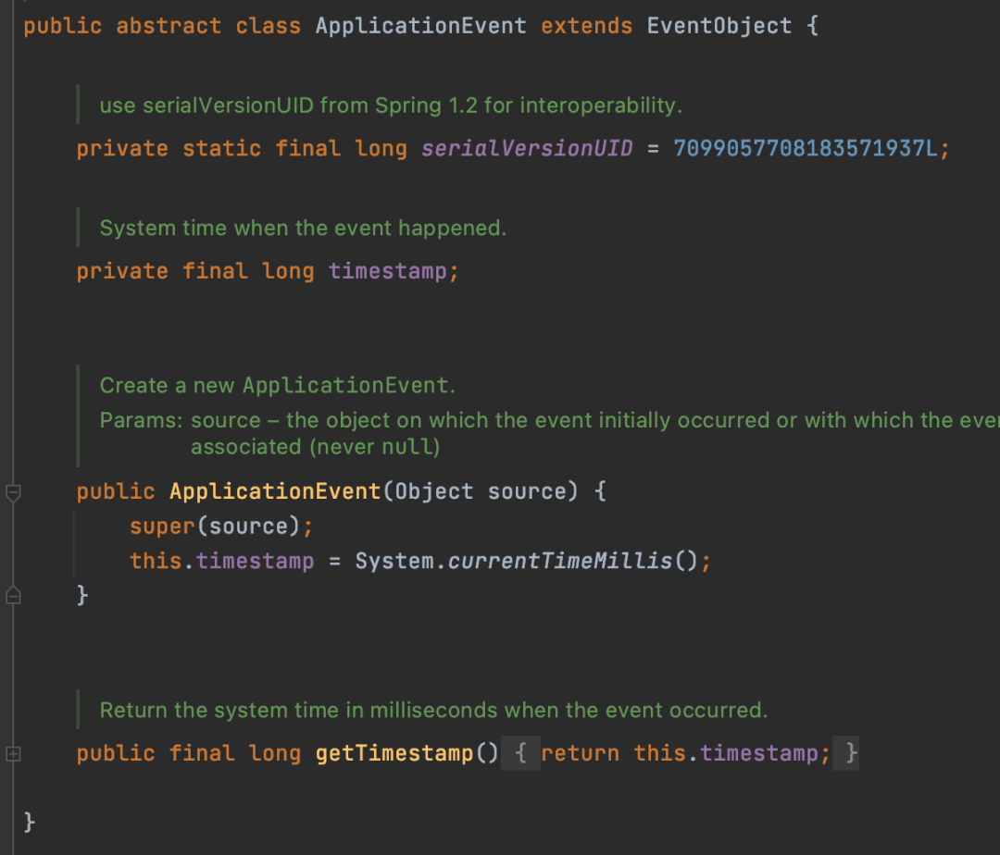 public abstract class ApplicationEvent extends EventObject {
use serialVersionUID from Spring 1.2 for interoperability.
private static final long serialVersionUID = 7099057708183571937L;
System time when the event happened.
private final long timestamp;
Create a new ApplicationEvent.
Params: source – the object on which the event initially occurred or with which the
associated (never null)
public ApplicationEvent(Object source) {
super(source);
this.timestamp = System.currentTimeMillis();
}
Return the system time in milliseconds when the event occurred.
public final long getTimestamp() { return this.timestamp; }
}